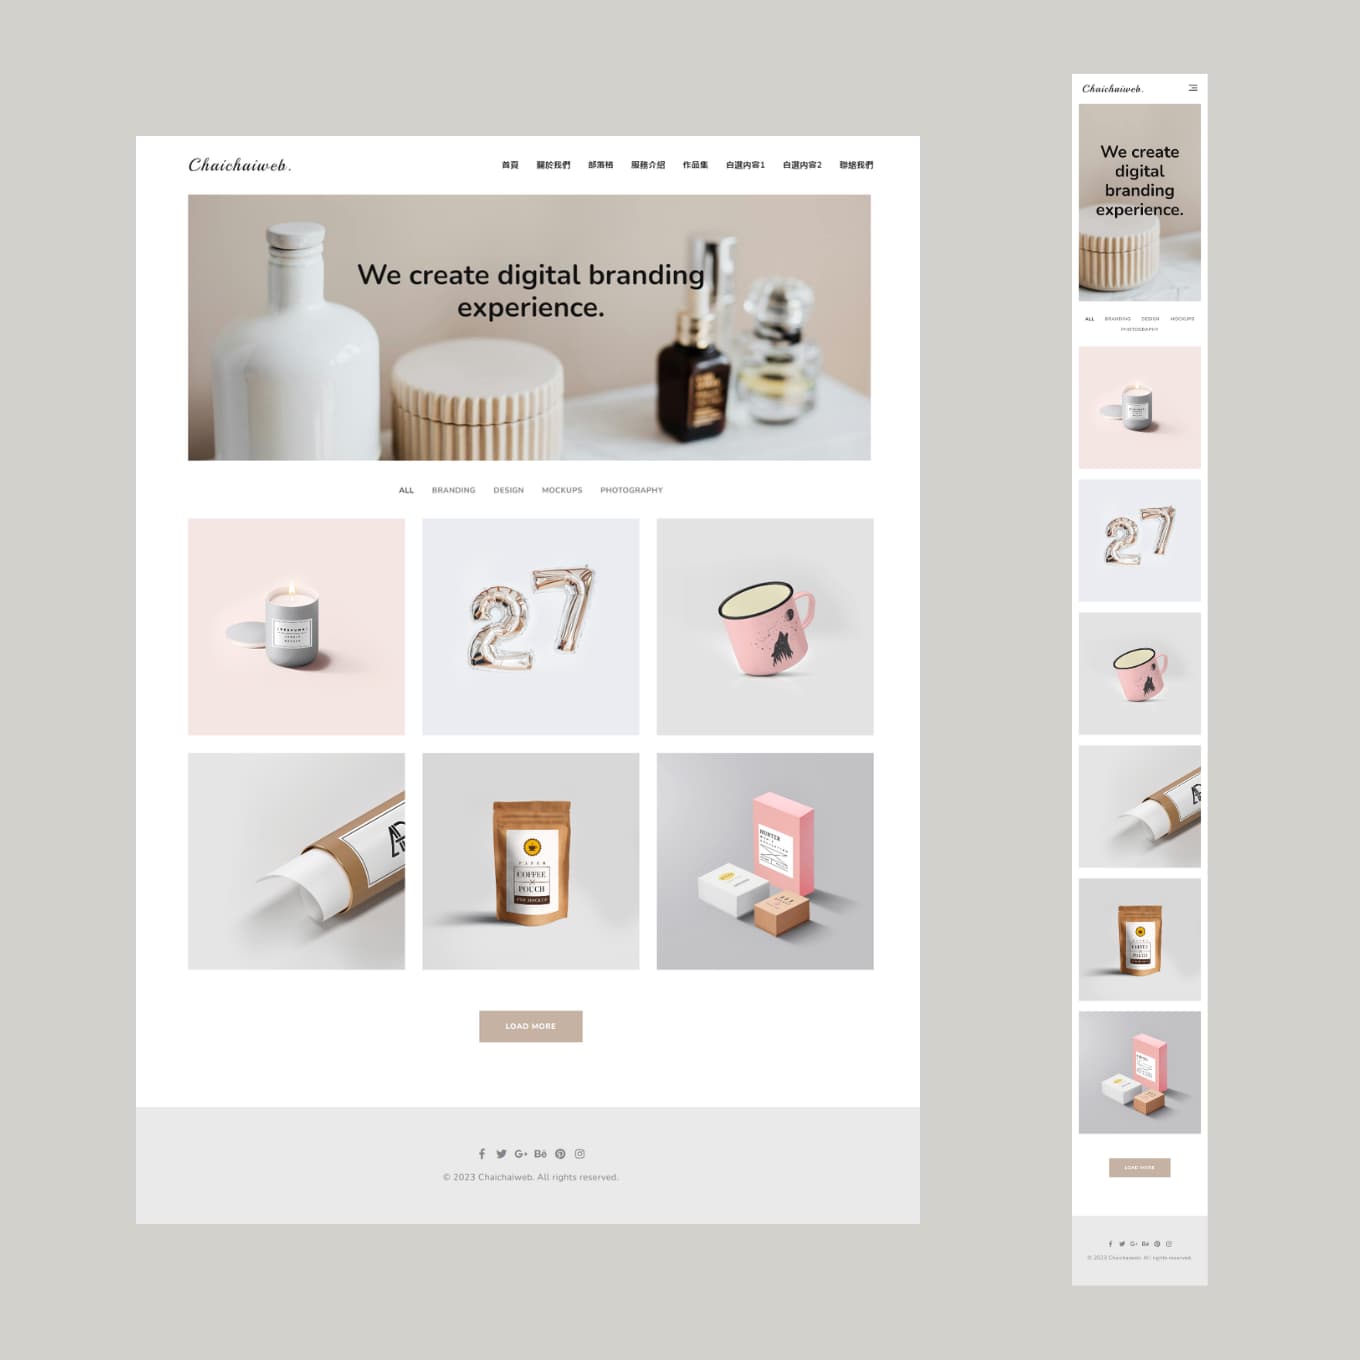 Chaichaiweb.
首頁 關於我們 部落格 服務介紹 作品集 自選內容1 自選內容2 聯絡我們
We create digital branding
experience.
ALL BRANDING DESIGN MOCKUPS PHOTOGRAPHY
PAPER
COFFEE
POUCH
HUNTER
LOAD MORE
© 2023 Chaichaiweb. All rights reserved.
Chaichaiweb.
We create
digital
branding
experience.
ALL BRANDING DESIGN MOCKUPS
PHOTOGRAPHY
COFFEE
POUCH
LOAD MORE
© 2023 Chaichaiweb. All rights reserved.